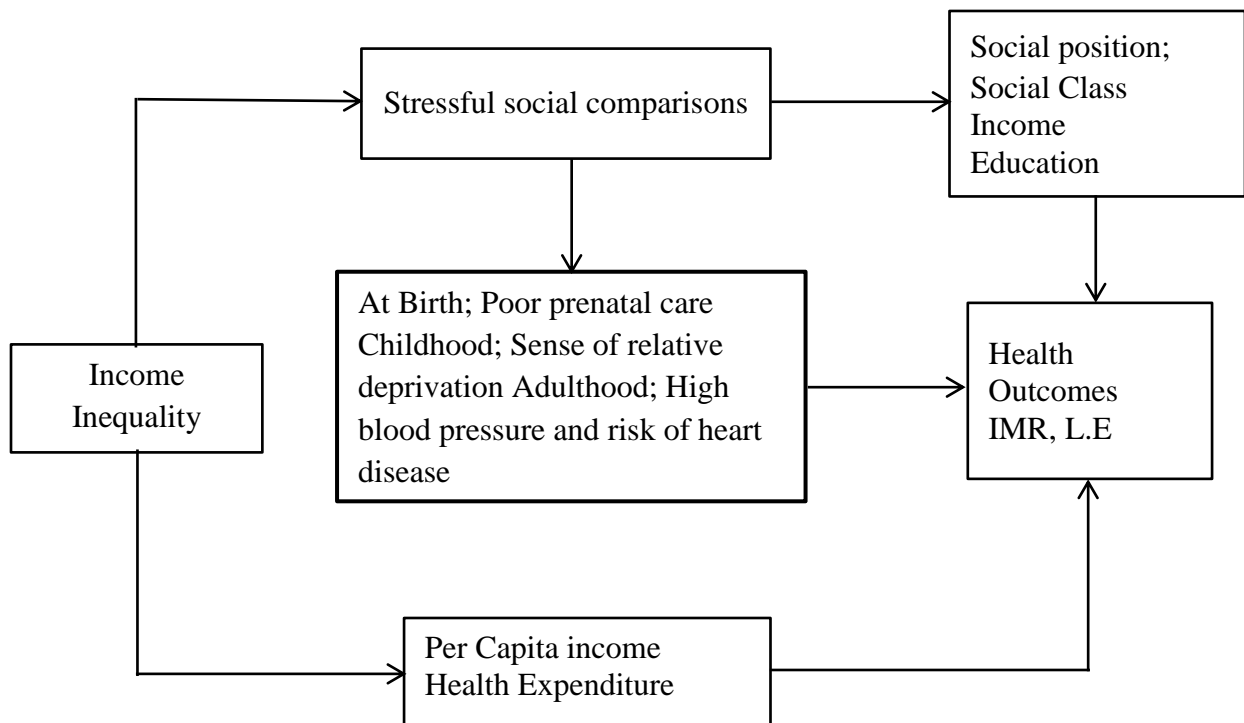 Stressful social comparisons
Social position;
Social Class
Income
Education
At Birth; Poor prenatal care
Childhood; Sense of relative
deprivation Adulthood; High
blood pressure and risk of heart
disease
Income
Inequality
Health
Outcomes
IMR, L.E
Per Capita income
Health Expenditure